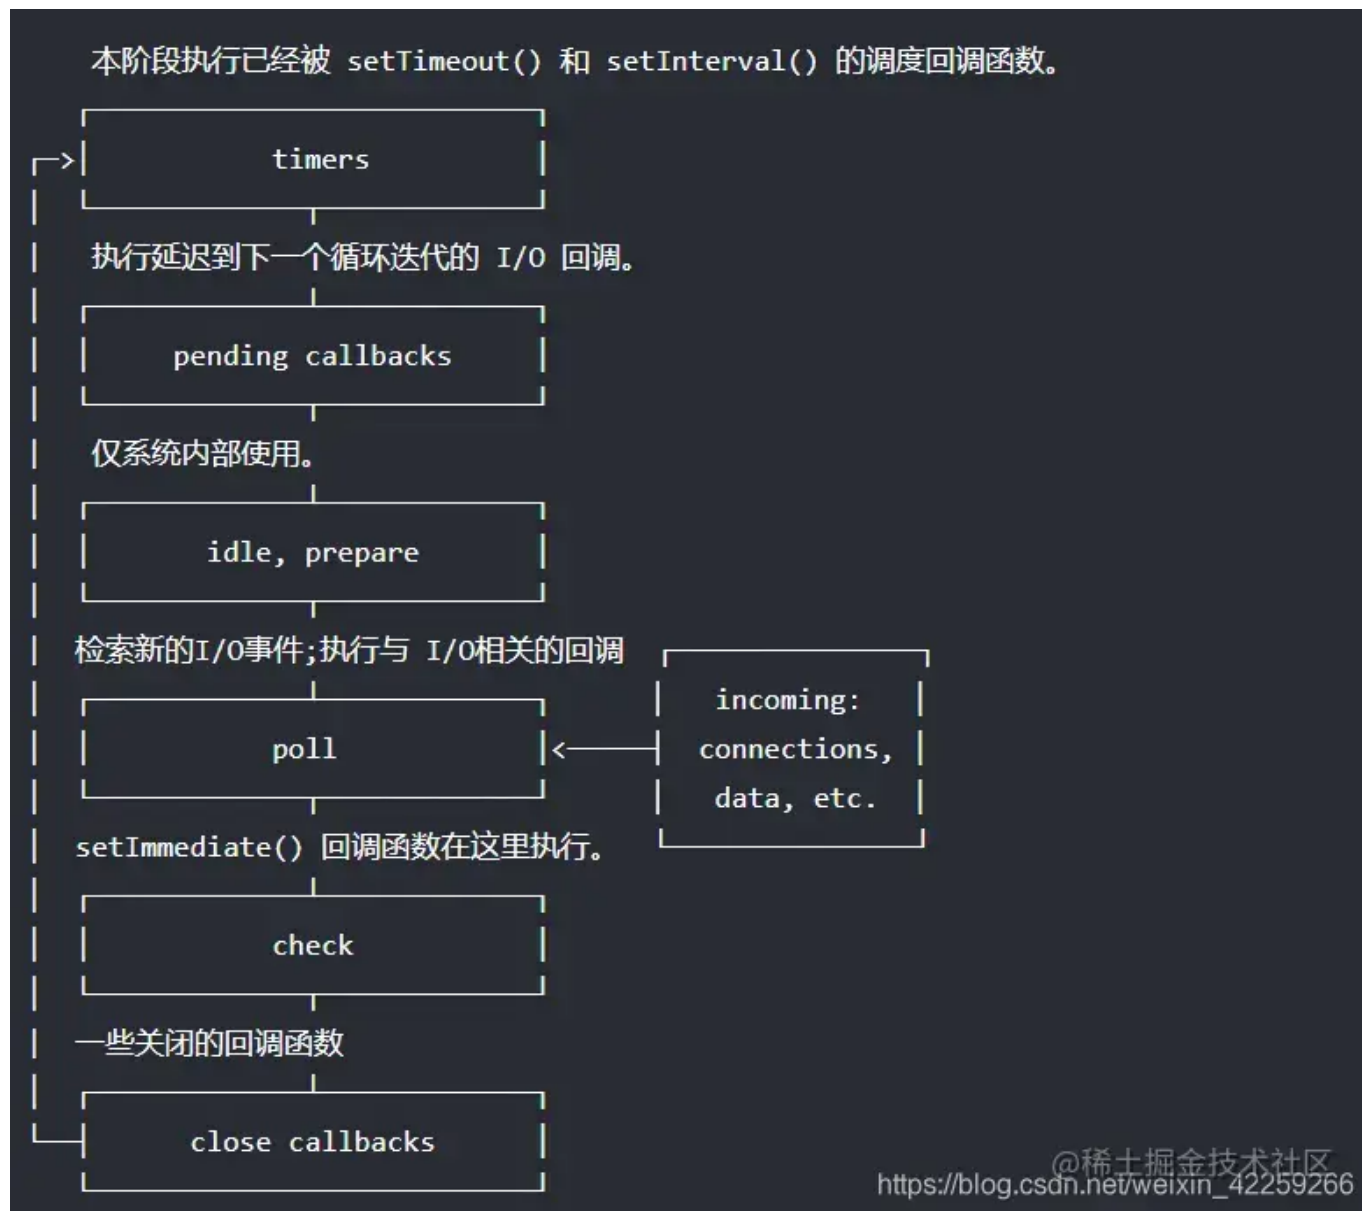 本阶段执行已经被 setTimeout() 和 setInterval() 的调度回调函数。
timers
执行延迟到下一个循环迭代的 I/O 回调。
pending callbacks
仅系统内部使用。
idle, prepare
检索新的I/O事件;执行与 I/O相关的回调
incoming:
poll
connections,
data, etc.
setImmediate() 回调函数在这里执行。
check
一些关闭的回调函数
close callbacks
@稀土掘金技术社区
https://blog.csdn.net/weixin_42259266